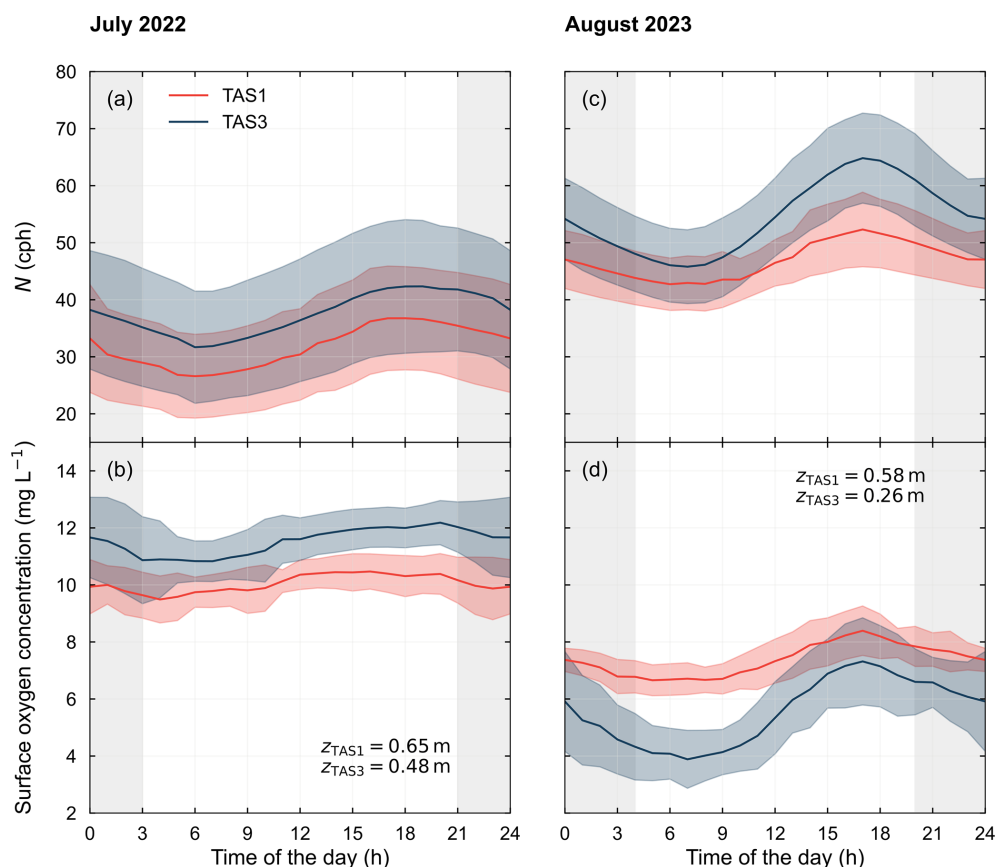 July 2022
August 2023
(a)
TAS1
TAS3
80
70
60
50
40
30
20
N (cph)
(c)
(b)
14
12
10
8
6
4
2
Surface oxygen concentration (mg L⁻¹)
z_TAS1 = 0.65 m
z_TAS3 = 0.48 m
0 3 6 9 12 15 18 21 24
Time of the day (h)
(d)
z_TAS1 = 0.58 m
z_TAS3 = 0.26 m
0 3 6 9 12 15 18 21 24
Time of the day (h)